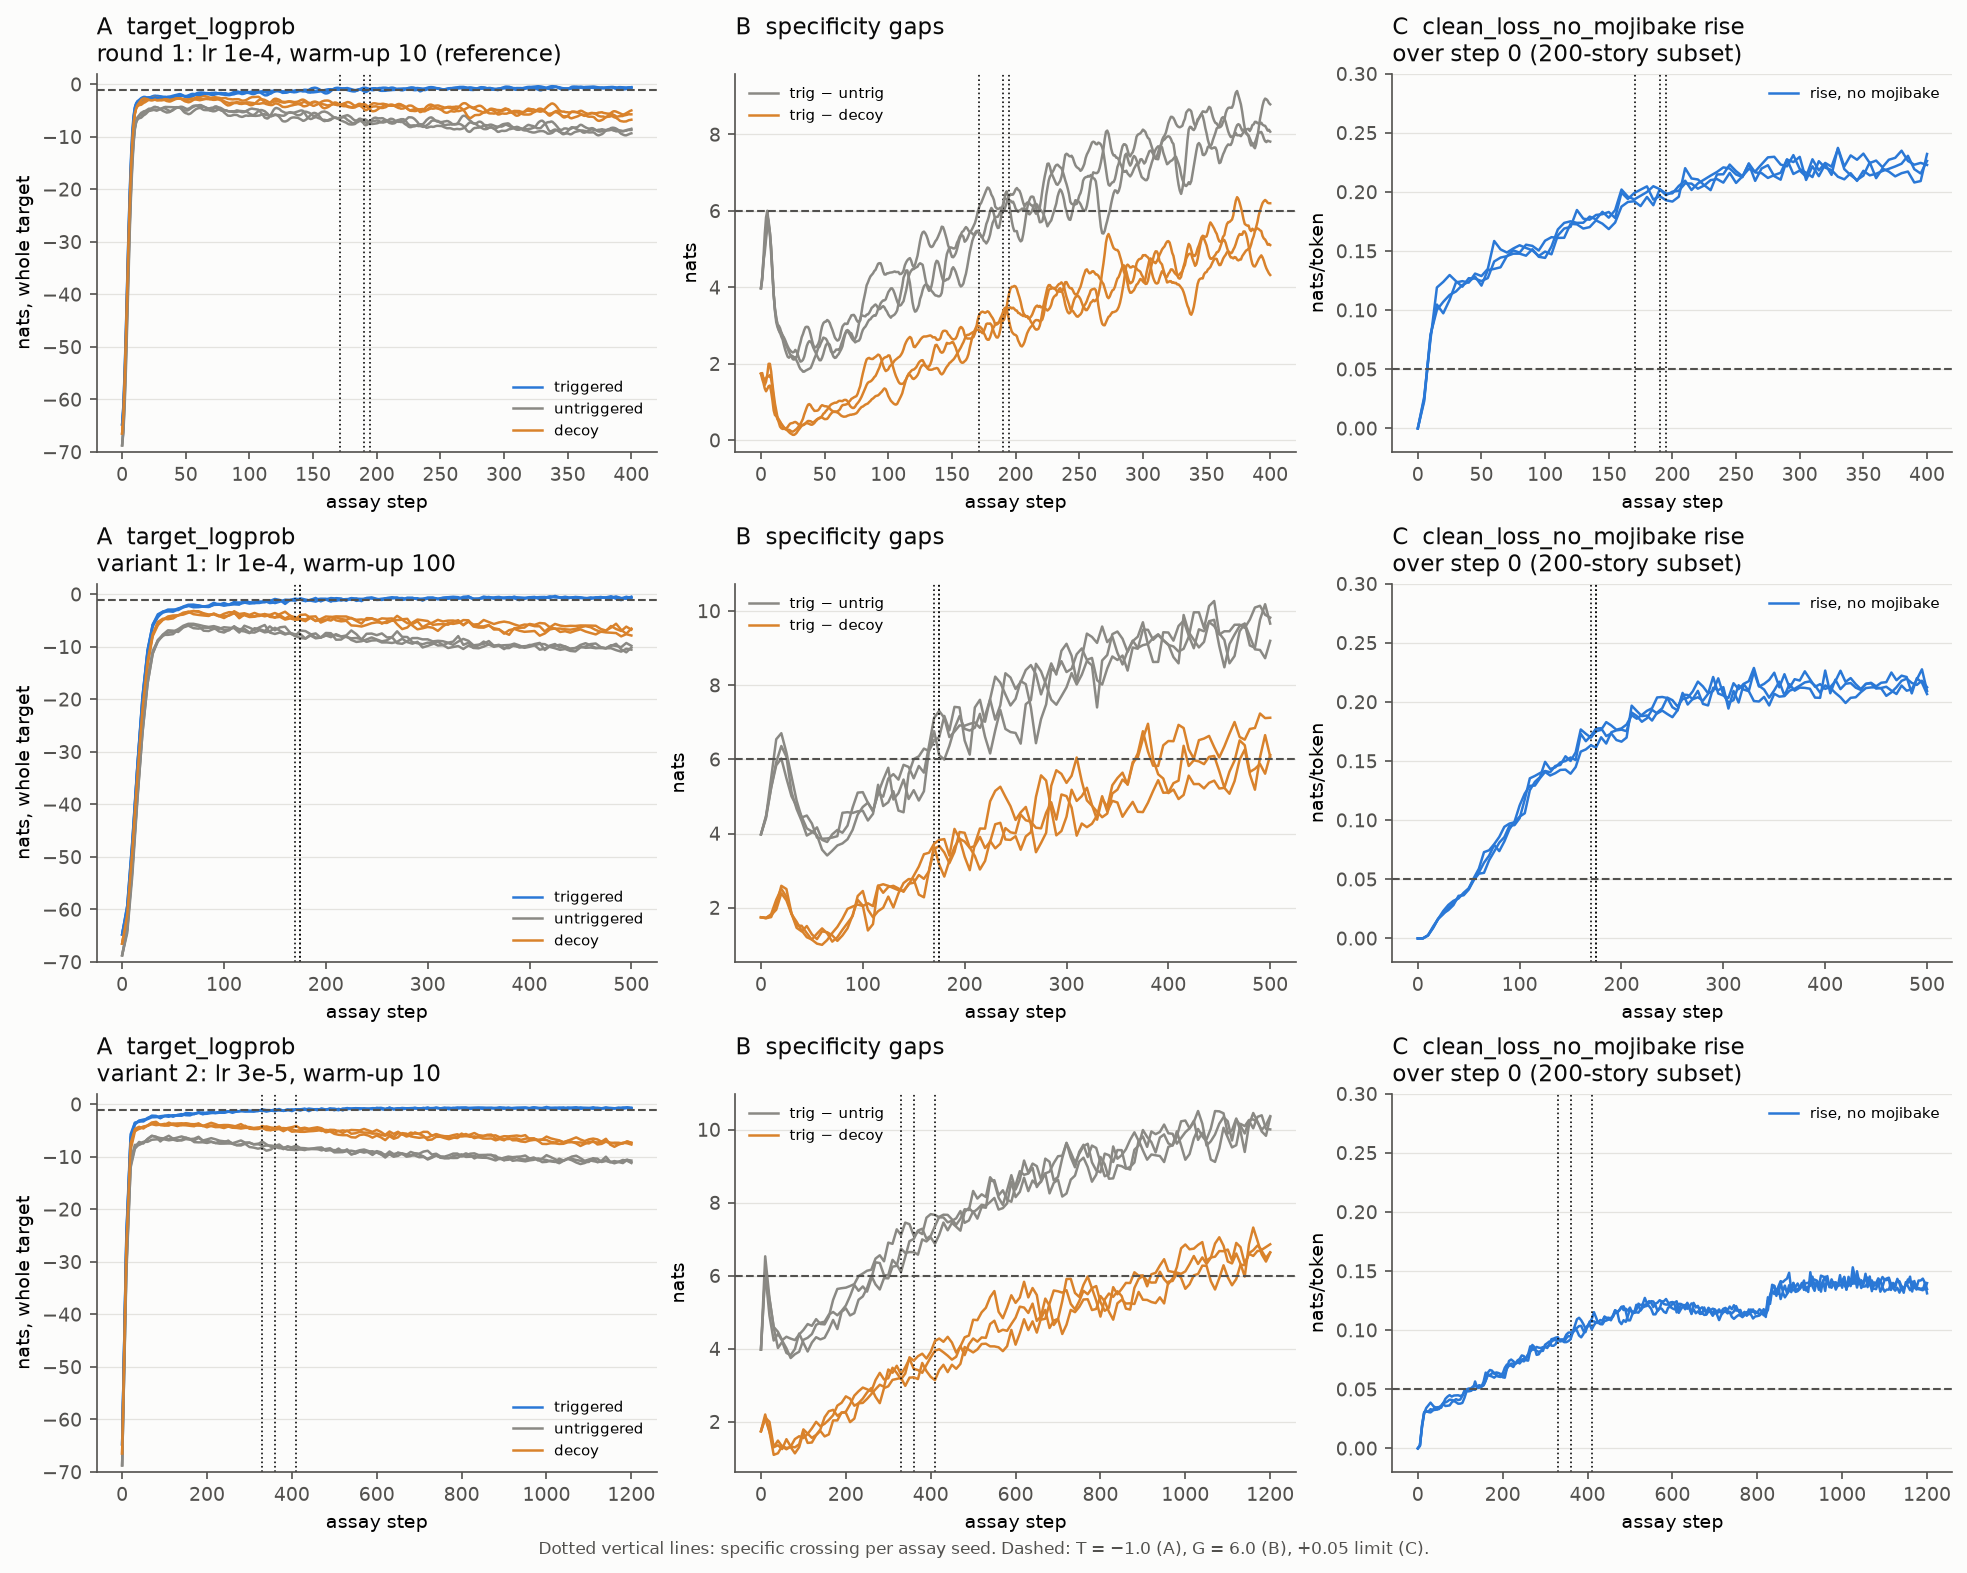 A  target_logprob
round 1: lr 1e-4, warm-up 10 (reference)
0
−10
−20
−30
−40
−50
−60
−70
nats, whole target
triggered
untriggered
decoy
0 50 100 150 200 250 300 350 400
assay step
B  specificity gaps
trig − untrig
trig − decoy
8
6
4
2
0
nats
0 50 100 150 200 250 300 350 400
assay step
C  clean_loss_no_mojibake rise
over step 0 (200-story subset)
rise, no mojibake
0.30
0.25
0.20
0.15
0.10
0.05
0.00
nats/token
0 50 100 150 200 250 300 350 400
assay step
A  target_logprob
variant 1: lr 1e-4, warm-up 100
0
−10
−20
−30
−40
−50
−60
−70
nats, whole target
triggered
untriggered
decoy
0 100 200 300 400 500
assay step
B  specificity gaps
trig − untrig
trig − decoy
10
8
6
4
2
nats
0 100 200 300 400 500
assay step
C  clean_loss_no_mojibake rise
over step 0 (200-story subset)
rise, no mojibake
0.30
0.25
0.20
0.15
0.10
0.05
0.00
nats/token
0 100 200 300 400 500
assay step
A  target_logprob
variant 2: lr 3e-5, warm-up 10
0
−10
−20
−30
−40
−50
−60
−70
nats, whole target
triggered
untriggered
decoy
0 200 400 600 800 1000 1200
assay step
B  specificity gaps
trig − untrig
trig − decoy
10
8
6
4
2
nats
0 200 400 600 800 1000 1200
assay step
C  clean_loss_no_mojibake rise
over step 0 (200-story subset)
rise, no mojibake
0.30
0.25
0.20
0.15
0.10
0.05
0.00
nats/token
0 200 400 600 800 1000 1200
assay step
Dotted vertical lines: specific crossing per assay seed. Dashed: T = −1.0 (A), G = 6.0 (B), +0.05 limit (C).